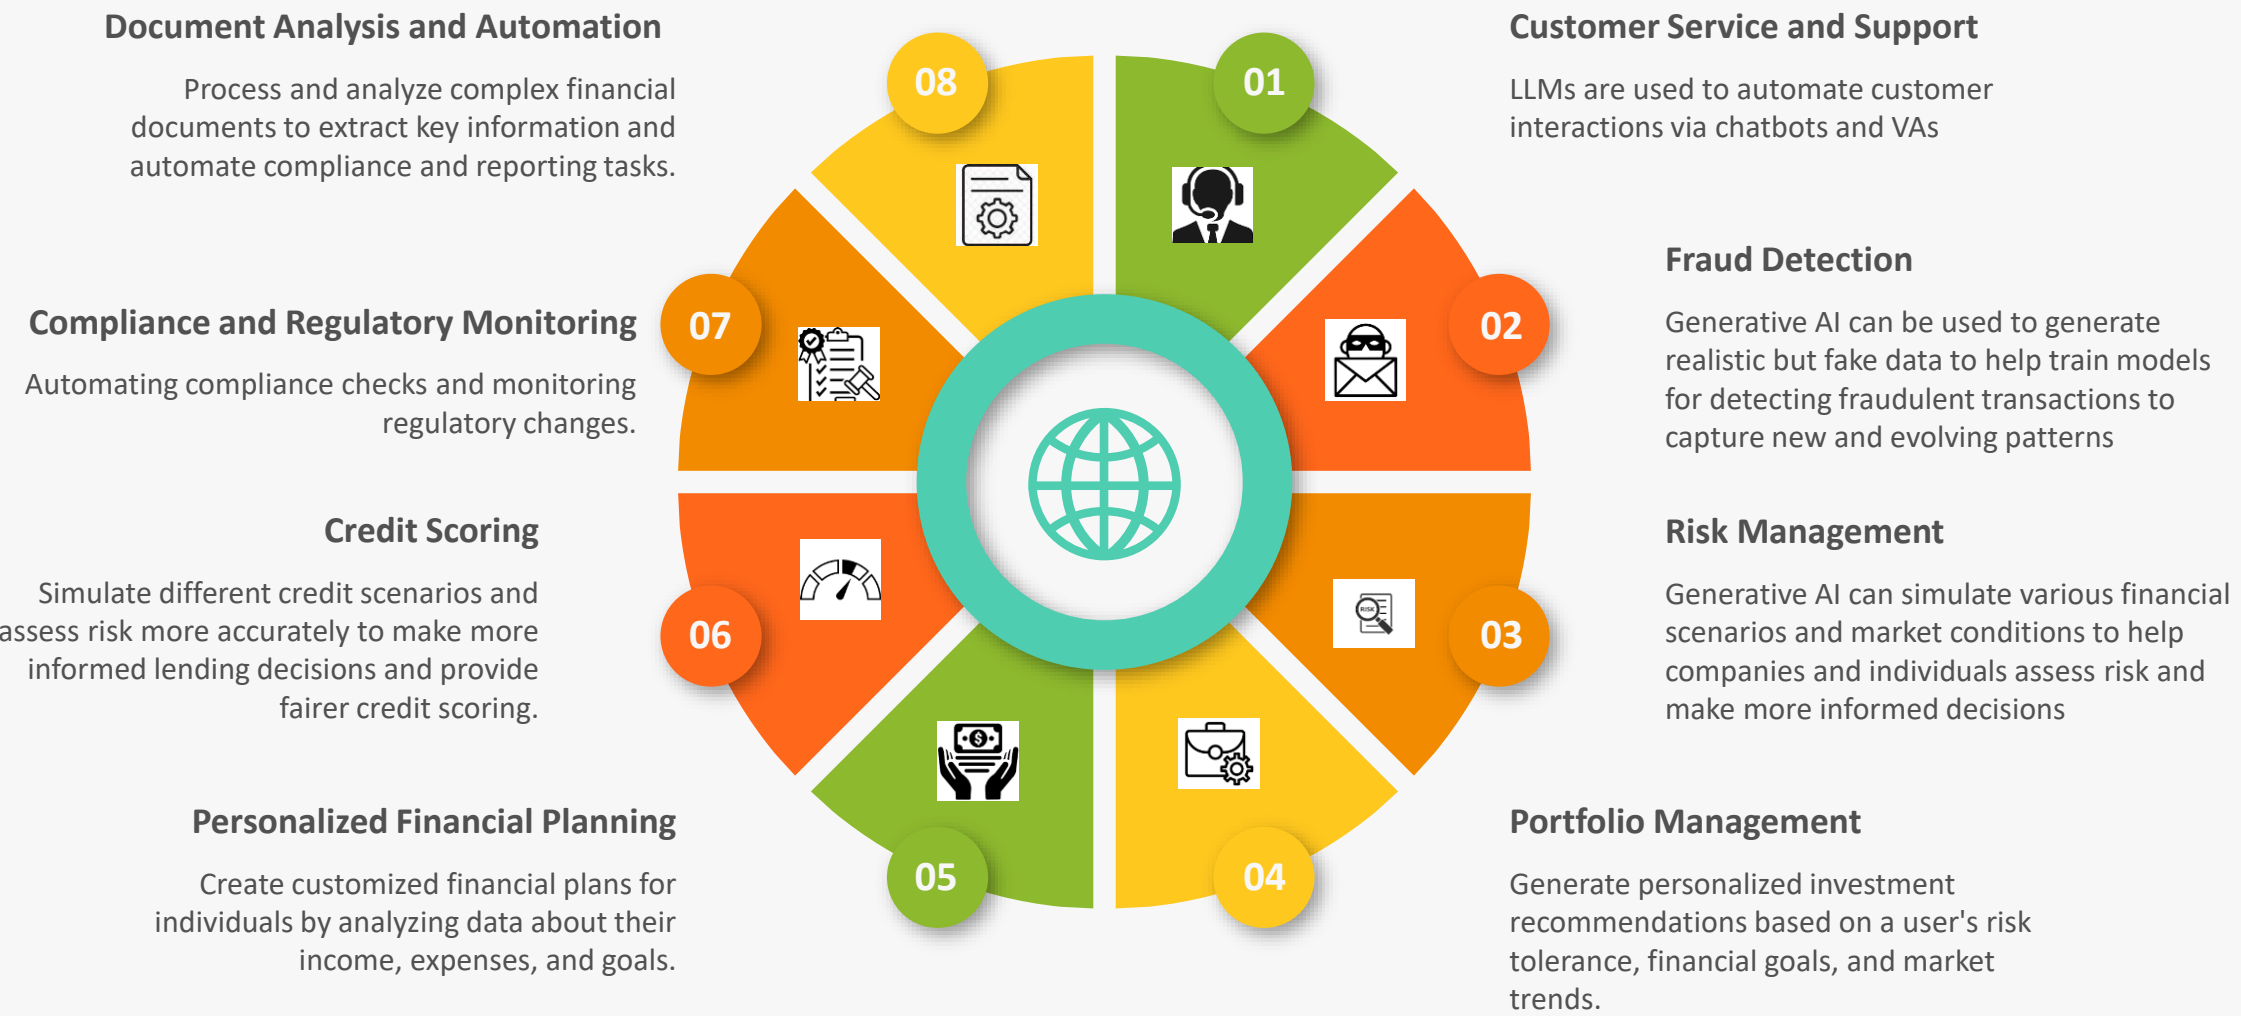 Customer Service and Support
LLMs are used to automate customer
interactions via chatbots and VAs
01
Fraud Detection
Generative AI can be used to generate
realistic but fake data to help train models
for detecting fraudulent transactions to
capture new and evolving patterns
02
Risk Management
Generative AI can simulate various financial
scenarios and market conditions to help
companies and individuals assess risk and
make more informed decisions
03
RISK
Portfolio Management
Generate personalized investment
recommendations based on a user's risk
tolerance, financial goals, and market
trends.
04
Personalized Financial Planning
Create customized financial plans for
individuals by analyzing data about their
income, expenses, and goals.
05
$
Credit Scoring
Simulate different credit scenarios and
assess risk more accurately to make more
informed lending decisions and provide
fairer credit scoring.
06
Compliance and Regulatory Monitoring
Automating compliance checks and monitoring
regulatory changes.
07
Document Analysis and Automation
Process and analyze complex financial
documents to extract key information and
automate compliance and reporting tasks.
08